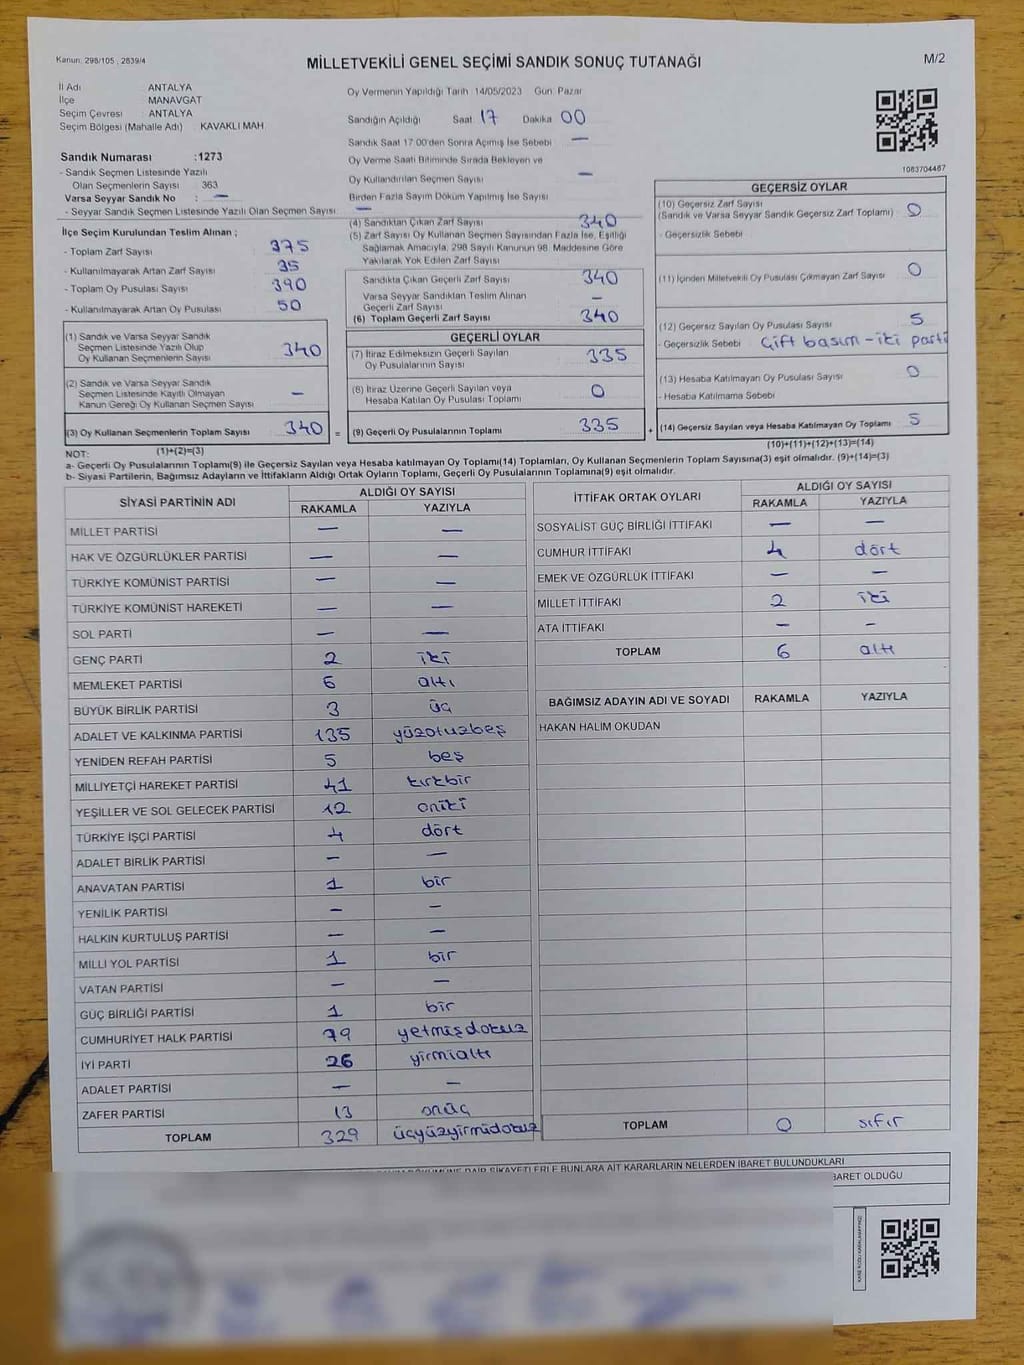 Kanun: 298/105 , 2839/4
MİLLETVEKİLİ GENEL SEÇİMİ SANDIK SONUÇ TUTANAĞI
M/2
İl Adı ANTALYA
İlçe MANAVGAT
Seçim Çevresi ANTALYA
Seçim Bölgesi (Mahalle Adı) KAVAKLI MAH
Sandık Numarası :1273
- Sandık Seçmen Listesinde Yazılı
Olan Seçmenlerin Sayısı 363
Varsa Seyyar Sandık No : —
- Seyyar Sandık Seçmen Listesinde Yazılı Olan Seçmen Sayısı —
Oy Vermenin Yapıldığı Tarih 14/05/2023 Gün: Pazar
Sandığın Açıldığı Saat 17 Dakika 00
Sandık Saat 17:00'den Sonra Açılmış İse Sebebi —
Oy Verme Saati Bitiminde Sırada Bekleyen ve
Oy Kullandırılan Seçmen Sayısı —
Birden Fazla Sayım Döküm Yapılmış İse Sayısı
1083704487
İlçe Seçim Kurulundan Teslim Alınan ;
- Toplam Zarf Sayısı 375
- Kullanılmayarak Artan Zarf Sayısı 35
- Toplam Oy Pusulası Sayısı 390
- Kullanılmayarak Artan Oy Pusulası 50
(1) Sandık ve Varsa Seyyar Sandık
Seçmen Listesinde Yazılı Olup
Oy Kullanan Seçmenlerin Sayısı 340
(2) Sandık ve Varsa Seyyar Sandık
Seçmen Listesinde Kayıtlı Olmayan
Kanun Gereği Oy Kullanan Seçmen Sayısı —
(3) Oy Kullanan Seçmenlerin Toplam Sayısı 340
(1)+(2)=(3)
(4) Sandıktan Çıkan Zarf Sayısı 340
(5) Zarf Sayısı Oy Kullanan Seçmen Sayısından Fazla İse, Eşitliği
Sağlamak Amacıyla, 298 Sayılı Kanunun 98. Maddesine Göre
Yakılarak Yok Edilen Zarf Sayısı
Sandıkta Çıkan Geçerli Zarf Sayısı 340
Varsa Seyyar Sandıktan Teslim Alınan
Geçerli Zarf Sayısı —
(6) Toplam Geçerli Zarf Sayısı 340
GEÇERLİ OYLAR
(7) İtiraz Edilmeksizin Geçerli Sayılan
Oy Pusulalarının Sayısı 335
(8) İtiraz Üzerine Geçerli Sayılan veya
Hesaba Katılan Oy Pusulası Toplamı 0
= (9) Geçerli Oy Pusulalarının Toplamı 335
GEÇERSİZ OYLAR
(10) Geçersiz Zarf Sayısı
(Sandık ve Varsa Seyyar Sandık Geçersiz Zarf Toplamı) 0
- Geçersizlik Sebebi
(11) İçinden Milletvekili Oy Pusulası Çıkmayan Zarf Sayısı 0
(12) Geçersiz Sayılan Oy Pusulası Sayısı 5
- Geçersizlik Sebebi Çift basım - iki parti
(13) Hesaba Katılmayan Oy Pusulası Sayısı 0
- Hesaba Katılmama Sebebi
+ (14) Geçersiz Sayılan veya Hesaba Katılmayan Oy Toplamı 5
(10)+(11)+(12)+(13)=(14)
NOT:
a- Geçerli Oy Pusulalarının Toplamı(9) ile Geçersiz Sayılan veya Hesaba katılmayan Oy Toplamı(14) Toplamları, Oy Kullanan Seçmenlerin Toplam Sayısına(3) eşit olmalıdır. (9)+(14)=(3)
b- Siyasi Partilerin, Bağımsız Adayların ve İttifakların Aldığı Ortak Oyların Toplamı, Geçerli Oy Pusulalarının Toplamına(9) eşit olmalıdır.
SİYASİ PARTİNİN ADI ALDIĞI OY SAYISI
RAKAMLA YAZIYLA
MİLLET PARTİSİ — —
HAK VE ÖZGÜRLÜKLER PARTİSİ — —
TÜRKİYE KOMÜNİST PARTİSİ — —
TÜRKİYE KOMÜNİST HAREKETİ — —
SOL PARTİ — —
GENÇ PARTİ 2 iki
MEMLEKET PARTİSİ 6 altı
BÜYÜK BİRLİK PARTİSİ 3 üç
ADALET VE KALKINMA PARTİSİ 135 yüzotuzbeş
YENİDEN REFAH PARTİSİ 5 beş
MİLLİYETÇİ HAREKET PARTİSİ 41 kırkbir
YEŞİLLER VE SOL GELECEK PARTİSİ 12 oniki
TÜRKİYE İŞÇİ PARTİSİ 4 dört
ADALET BİRLİK PARTİSİ — —
ANAVATAN PARTİSİ 1 bir
YENİLİK PARTİSİ — —
HALKIN KURTULUŞ PARTİSİ — —
MİLLİ YOL PARTİSİ 1 bir
VATAN PARTİSİ — —
GÜÇ BİRLİĞİ PARTİSİ 1 bir
CUMHURİYET HALK PARTİSİ 79 yetmişdokuz
İYİ PARTİ 26 yirmialtı
ADALET PARTİSİ — —
ZAFER PARTİSİ 13 onüç
TOPLAM 329 üçyüzyirmidokuz
İTTİFAK ORTAK OYLARI ALDIĞI OY SAYISI
RAKAMLA YAZIYLA
SOSYALİST GÜÇ BİRLİĞİ İTTİFAKI — —
CUMHUR İTTİFAKI 4 dört
EMEK VE ÖZGÜRLÜK İTTİFAKI — —
MİLLET İTTİFAKI 2 iki
ATA İTTİFAKI — —
TOPLAM 6 altı
BAĞIMSIZ ADAYIN ADI VE SOYADI RAKAMLA YAZIYLA
HAKAN HALİM OKUDAN
TOPLAM 0 sıfır
DAİR ŞİKAYETLERLE BUNLARA AİT KARARLARIN NELERDEN İBARET BULUNDUKLARI
İBARET OLDUĞU